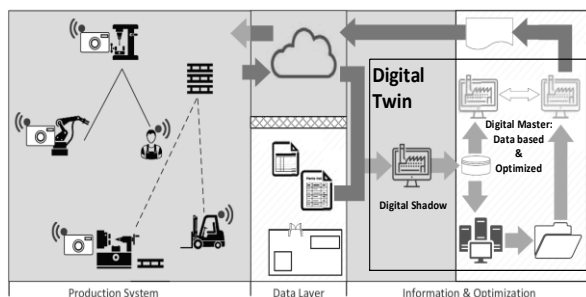 Digital
Twin
Digital Master:
Data based
&
Optimized
Digital Shadow
Production System
Data Layer
Information & Optimization